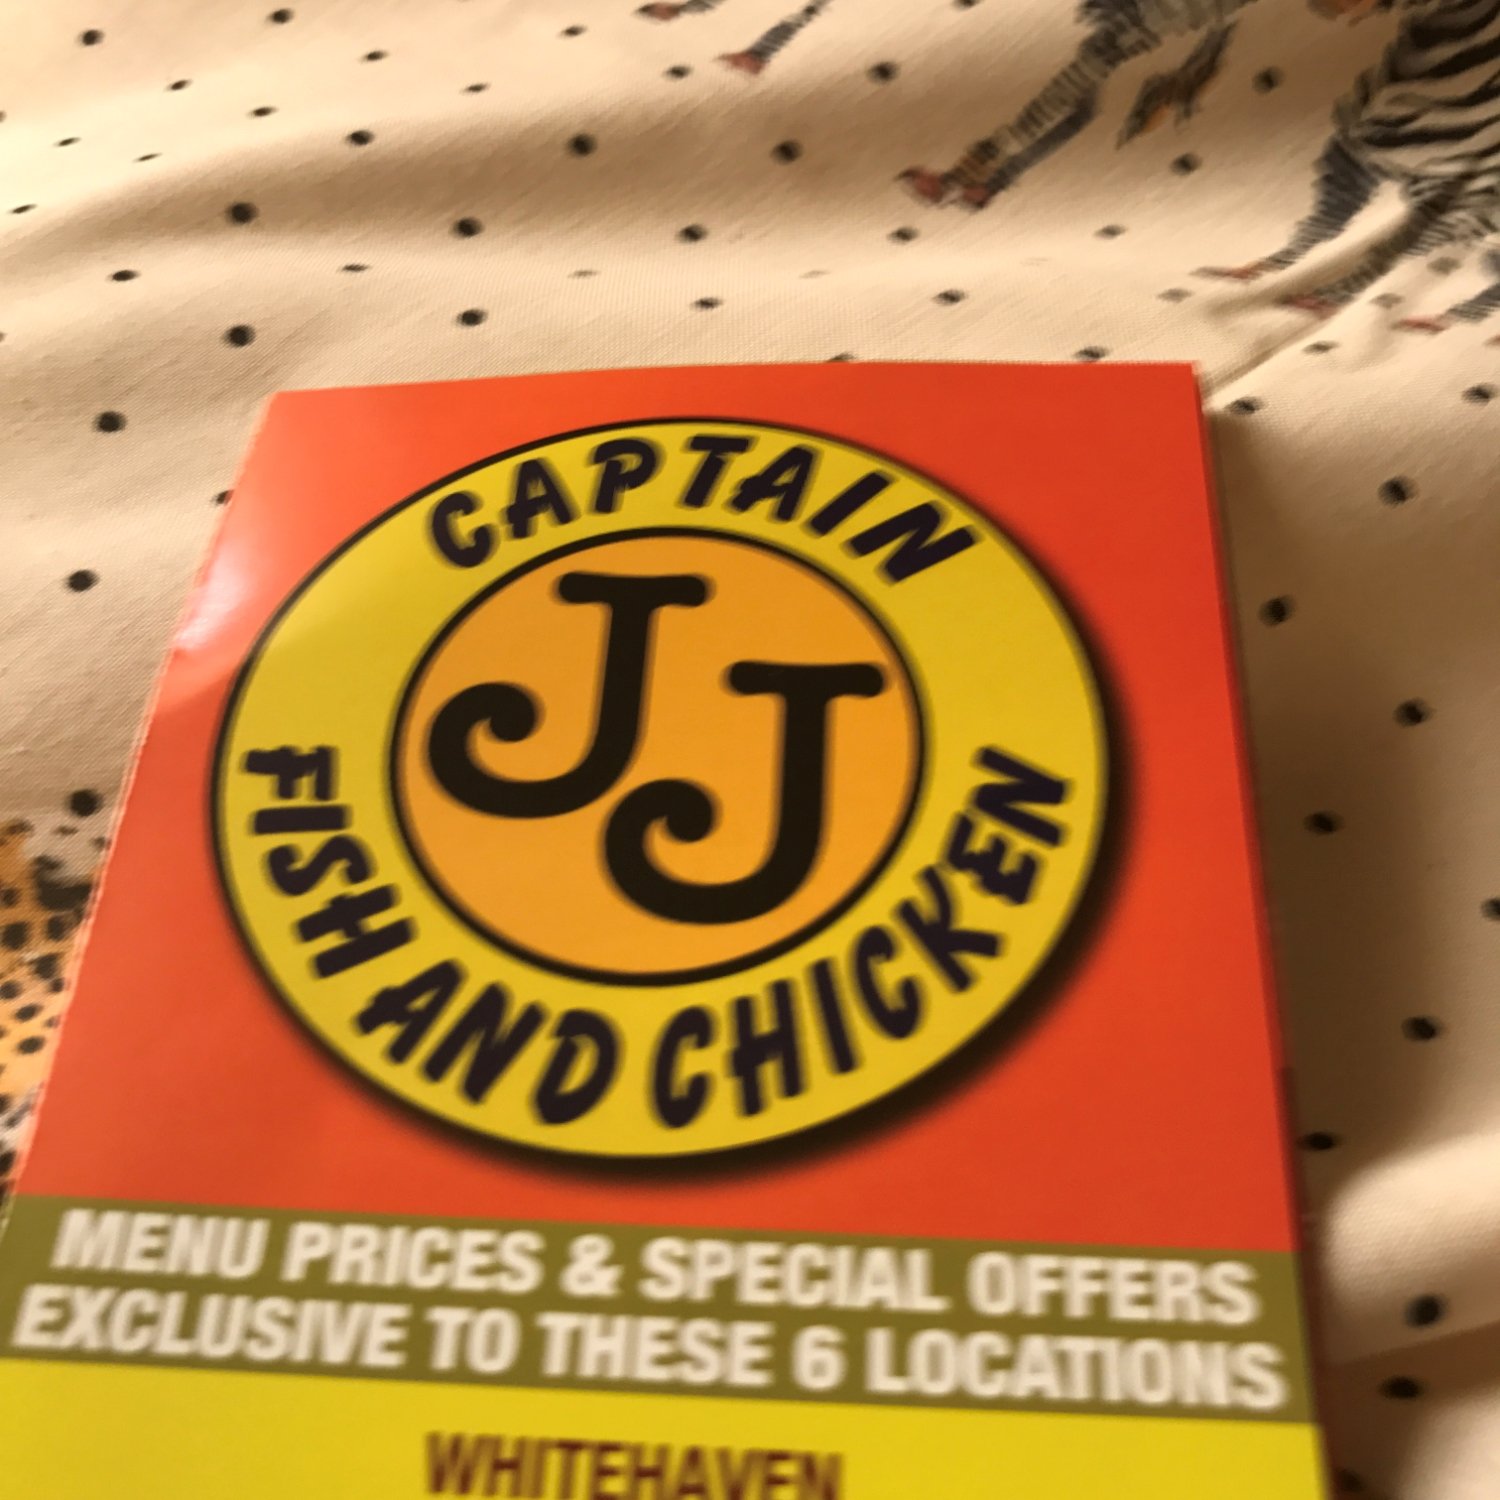 CAPTAIN
JJ
FISH AND CHICKEN
MENU PRICES & SPECIAL OFFERS
EXCLUSIVE TO THESE 6 LOCATIONS
WHITEHAVEN